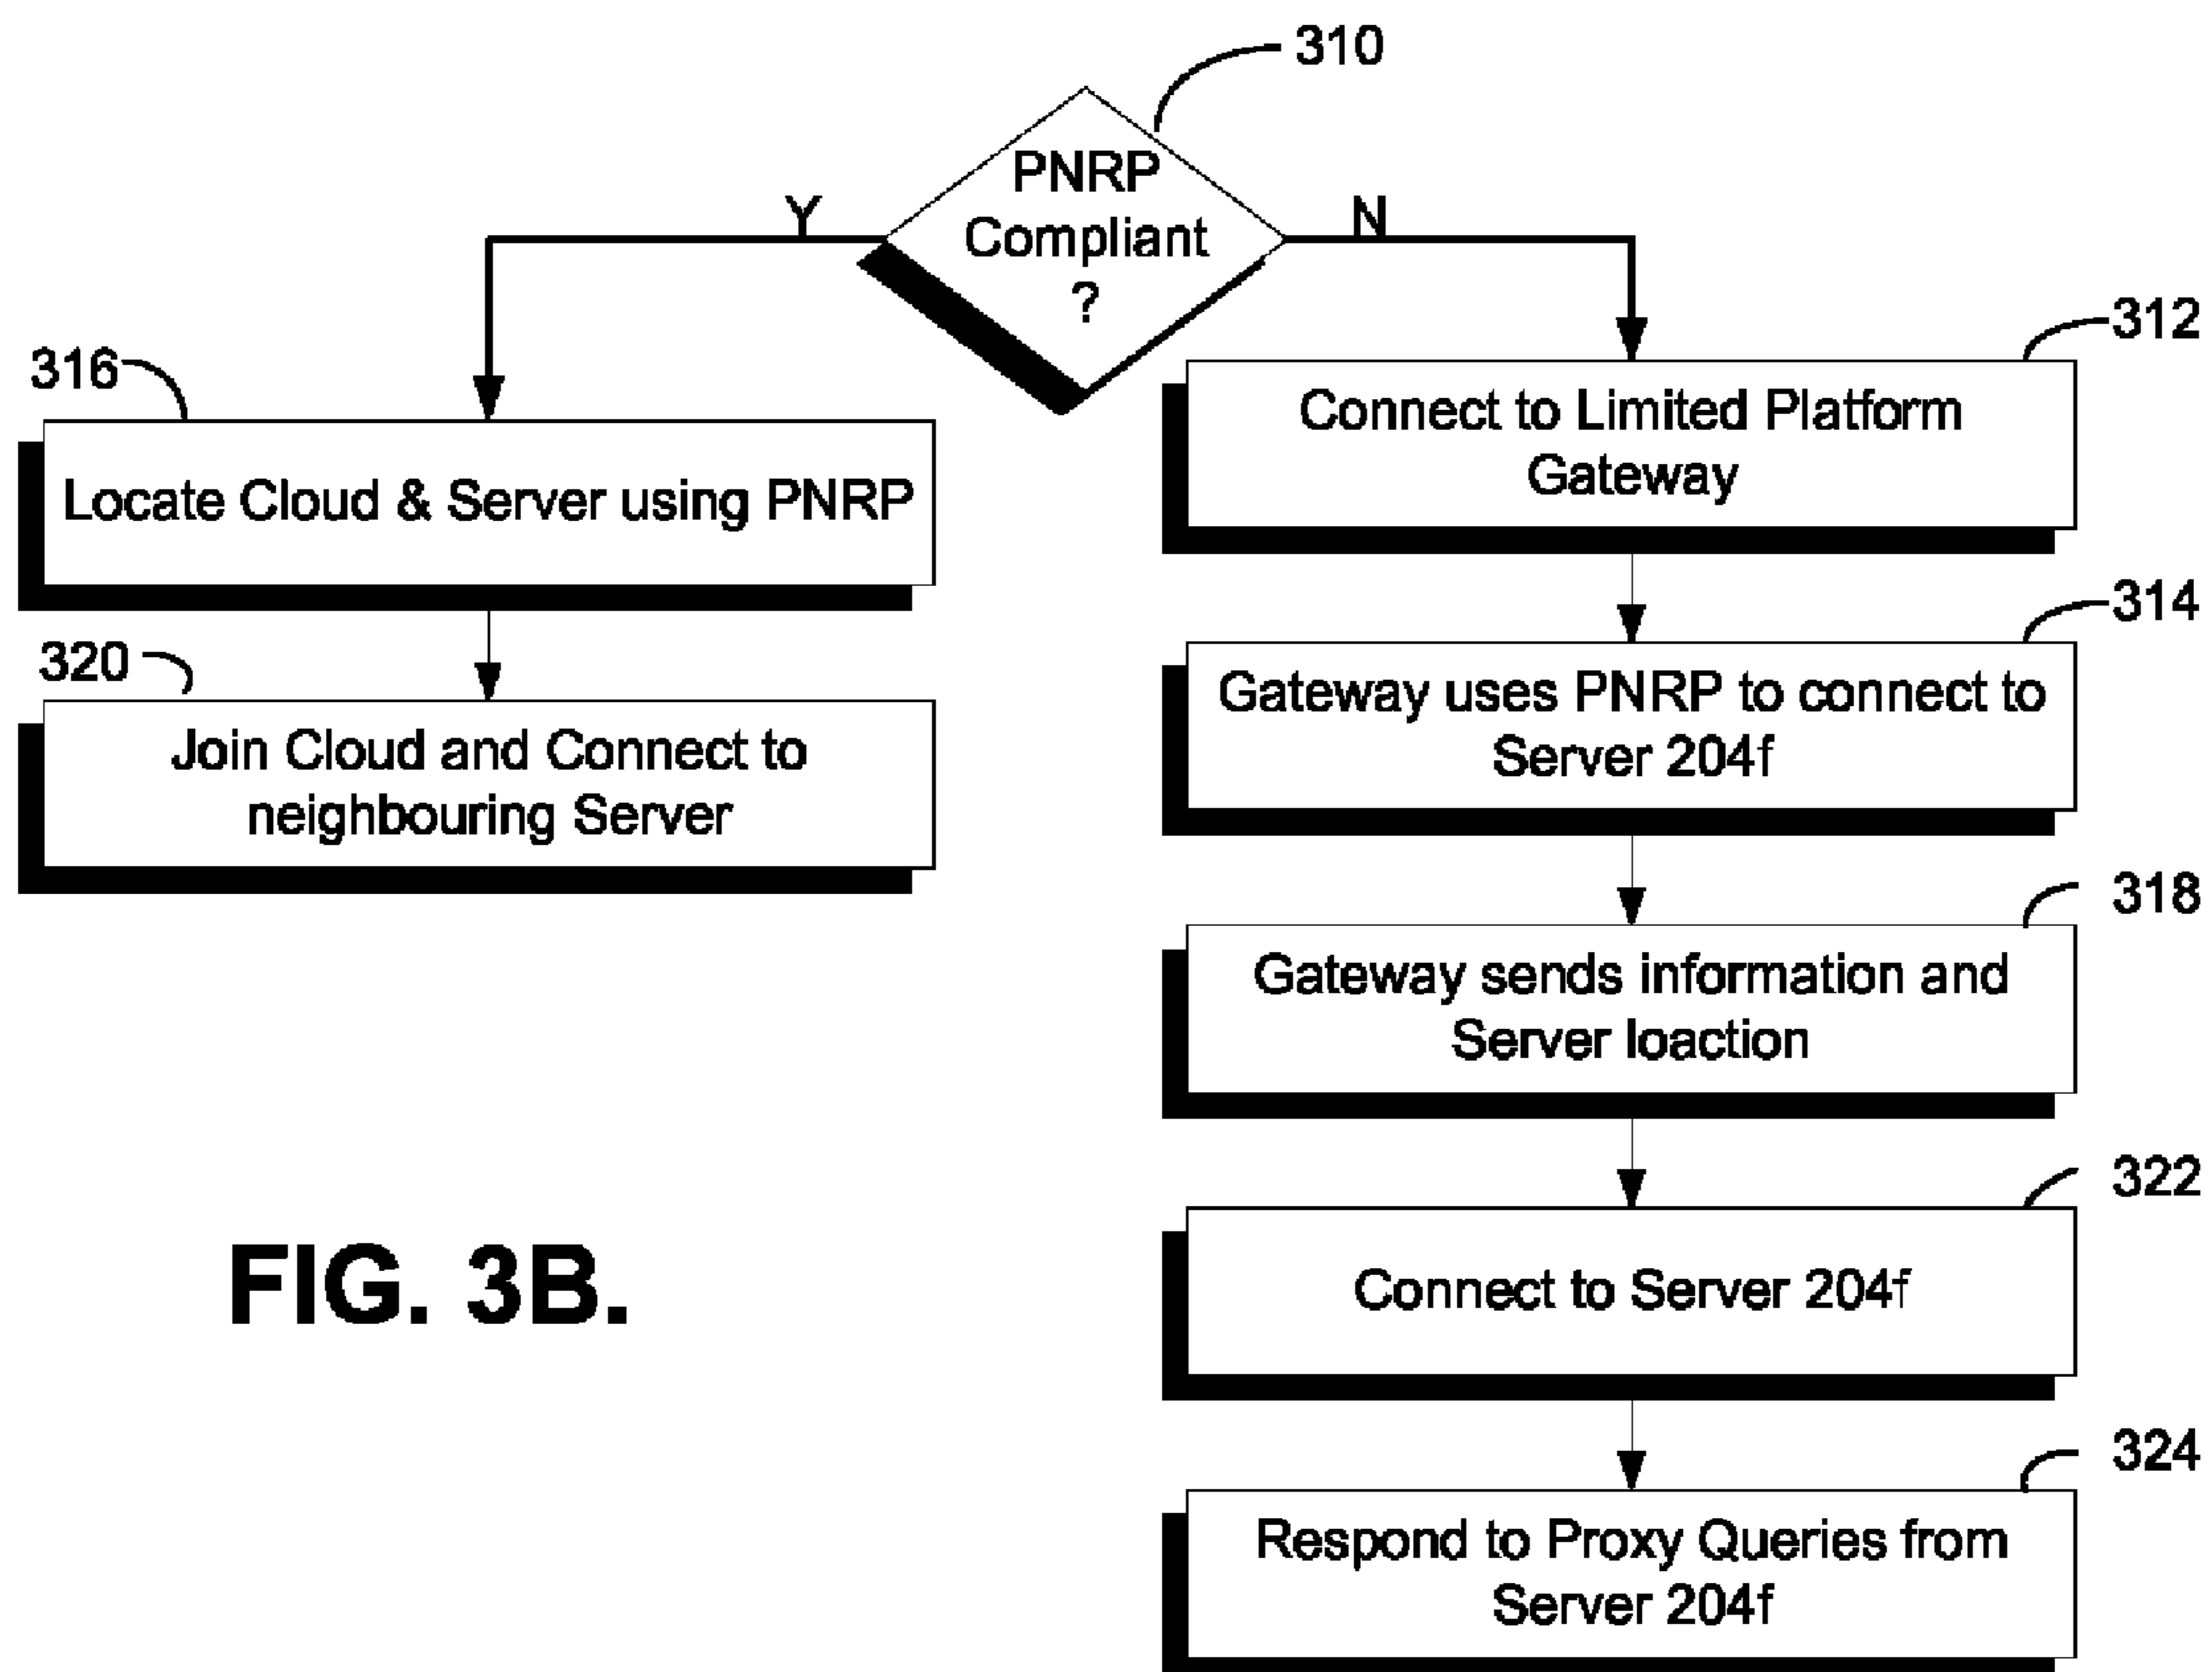 310
PNRP
Compliant
?
Y
N
316
Locate Cloud & Server using PNRP
320
Join Cloud and Connect to
neighbouring Server
312
Connect to Limited Platform
Gateway
314
Gateway uses PNRP to connect to
Server 204f
318
Gateway sends information and
Server loaction
322
Connect to Server 204f
324
Respond to Proxy Queries from
Server 204f
FIG. 3B.